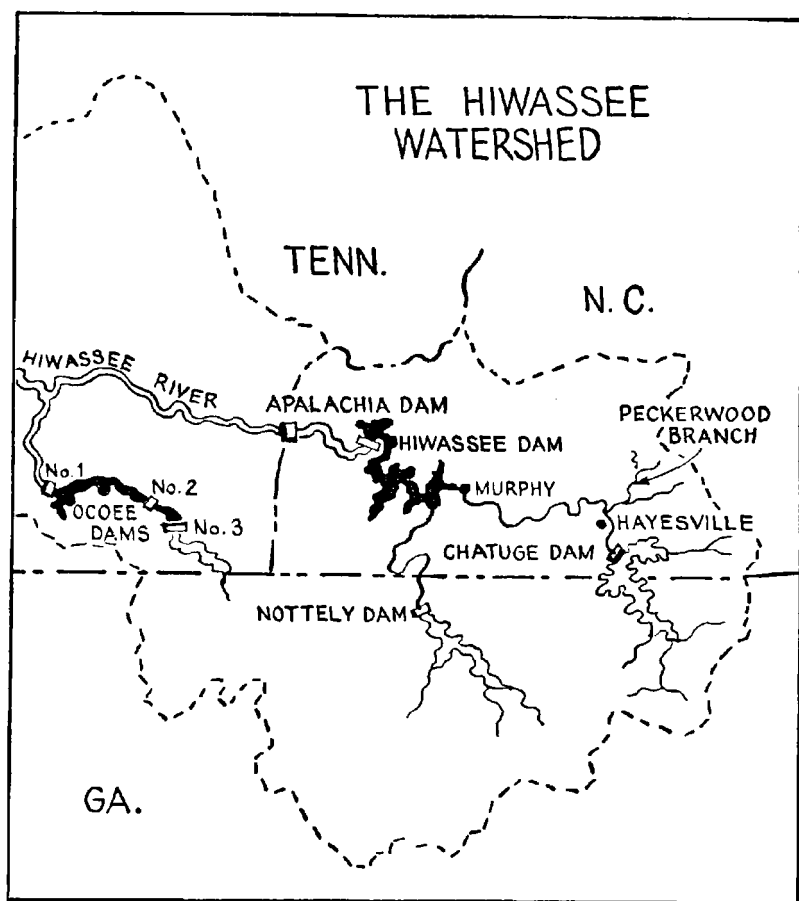 THE HIWASSEE
WATERSHED
TENN.
N. C.
HIWASSEE RIVER
APALACHIA DAM
PECKERWOOD
BRANCH
HIWASSEE DAM
No. 1
No. 2
MURPHY
OCOEE
DAMS
No. 3
HAYESVILLE
CHATUGE DAM
NOTTELY DAM
GA.